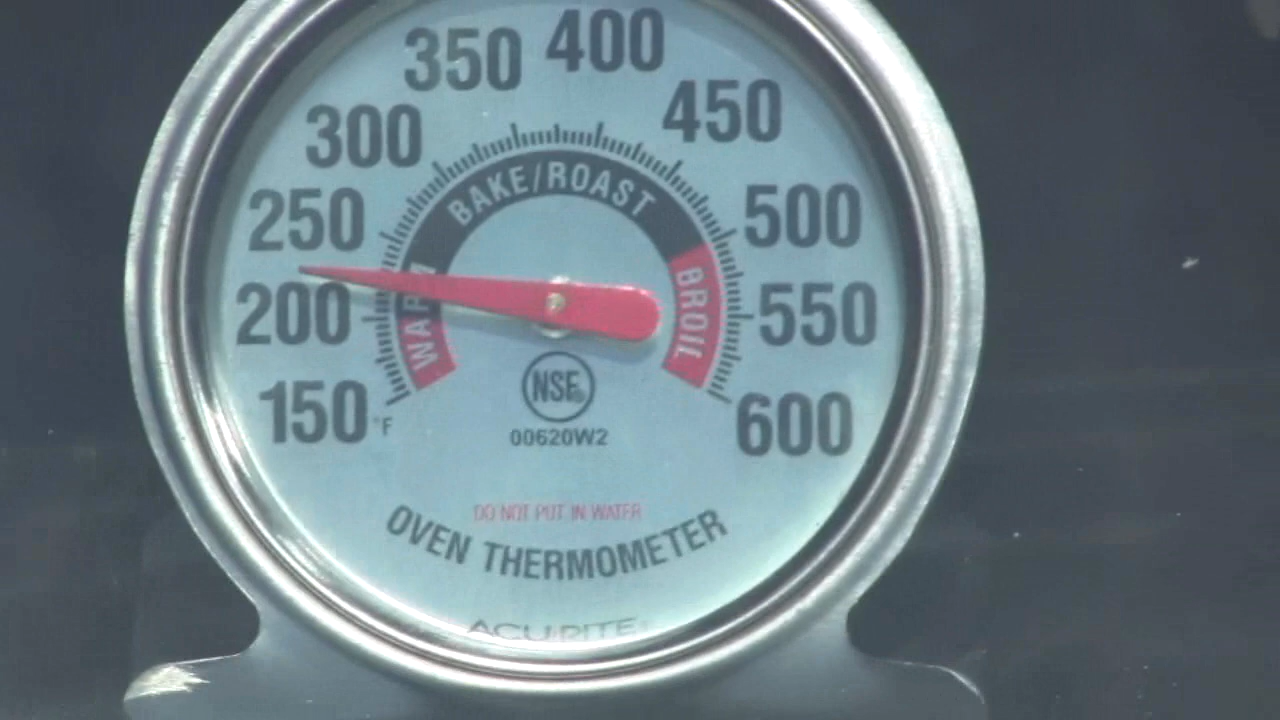 400
350
450
300
BAKE/ROAST
250
500
WARM
BROIL
200
550
NSF®
150 °F
600
00620W2
DO NOT PUT IN WATER
OVEN THERMOMETER
ACURITE